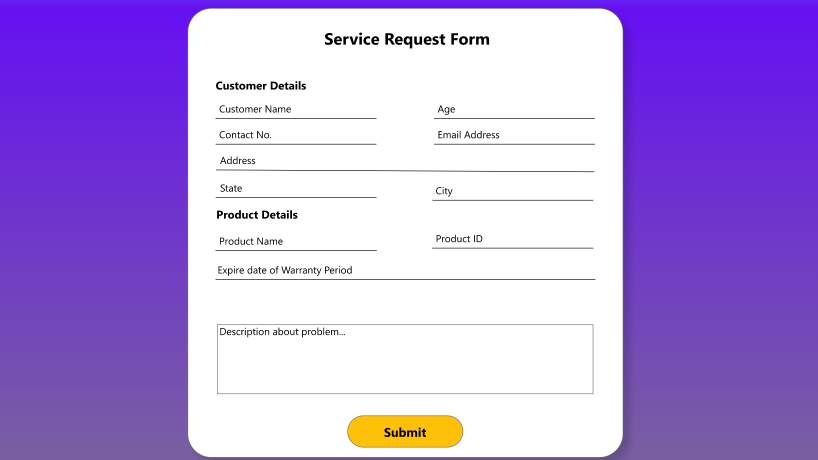 Service Request Form
Customer Details
Customer Name Age
Contact No. Email Address
Address
State City
Product Details
Product Name Product ID
Expire date of Warranty Period
Description about problem...
Submit